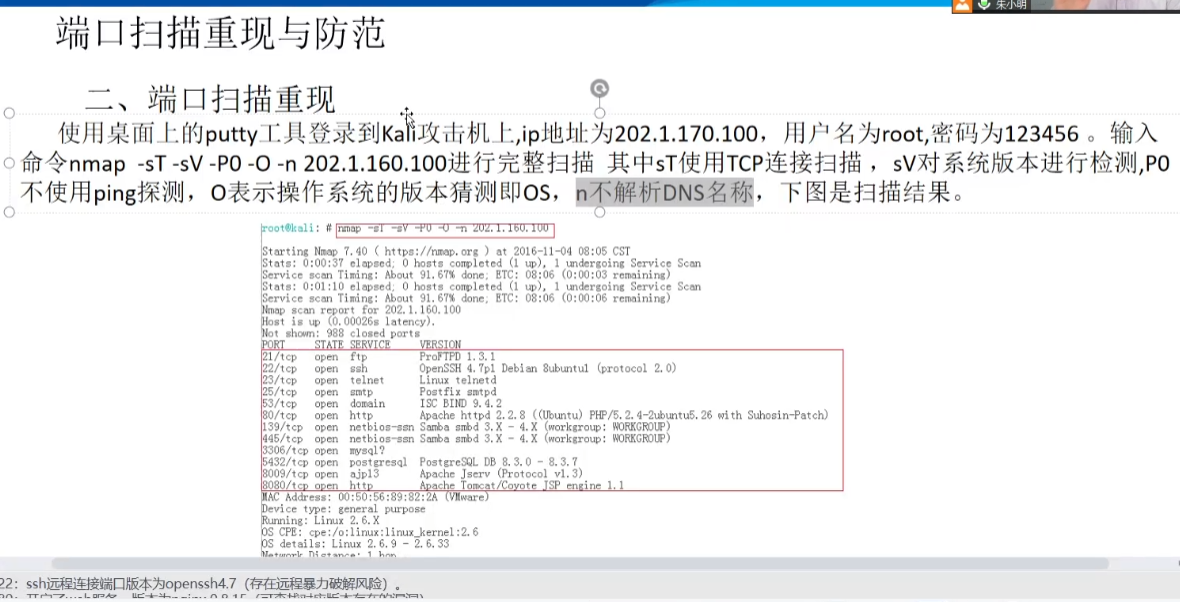 朱小明
端口扫描重现与防范
二、端口扫描重现
使用桌面上的putty工具登录到Kali攻击机上,ip地址为202.1.170.100，用户名为root,密码为123456 。输入
命令nmap -sT -sV -P0 -O -n 202.1.160.100进行完整扫描 其中sT使用TCP连接扫描 ，sV对系统版本进行检测,P0
不使用ping探测，O表示操作系统的版本猜测即OS，n不解析DNS名称，下图是扫描结果。
root@kali: # nmap -sT -sV -P0 -O -n 202.1.160.100
Starting Nmap 7.40 ( https://nmap.org ) at 2016-11-04 08:05 CST
Stats: 0:00:37 elapsed; 0 hosts completed (1 up), 1 undergoing Service Scan
Service scan Timing: About 91.67% done; ETC: 08:06 (0:00:03 remaining)
Stats: 0:01:10 elapsed; 0 hosts completed (1 up), 1 undergoing Service Scan
Service scan Timing: About 91.67% done; ETC: 08:06 (0:00:06 remaining)
Nmap scan report for 202.1.160.100
Host is up (0.00026s latency).
Not shown: 988 closed ports
PORT STATE SERVICE VERSION
21/tcp open ftp ProFTPD 1.3.1
22/tcp open ssh OpenSSH 4.7p1 Debian 8ubuntu1 (protocol 2.0)
23/tcp open telnet Linux telnetd
25/tcp open smtp Postfix smtpd
53/tcp open domain ISC BIND 9.4.2
80/tcp open http Apache httpd 2.2.8 ((Ubuntu) PHP/5.2.4-2ubuntu5.26 with Suhosin-Patch)
139/tcp open netbios-ssn Samba smbd 3.X - 4.X (workgroup: WORKGROUP)
445/tcp open netbios-ssn Samba smbd 3.X - 4.X (workgroup: WORKGROUP)
3306/tcp open mysql?
5432/tcp open postgresql PostgreSQL DB 8.3.0 - 8.3.7
8009/tcp open ajp13 Apache Jserv (Protocol v1.3)
8080/tcp open http Apache Tomcat/Coyote JSP engine 1.1
MAC Address: 00:50:56:89:82:2A (VMware)
Device type: general purpose
Running: Linux 2.6.X
OS CPE: cpe:/o:linux:linux_kernel:2.6
OS details: Linux 2.6.9 - 2.6.33
Network Distance: 1 hop
22：ssh远程连接端口版本为openssh4.7（存在远程暴力破解风险）。